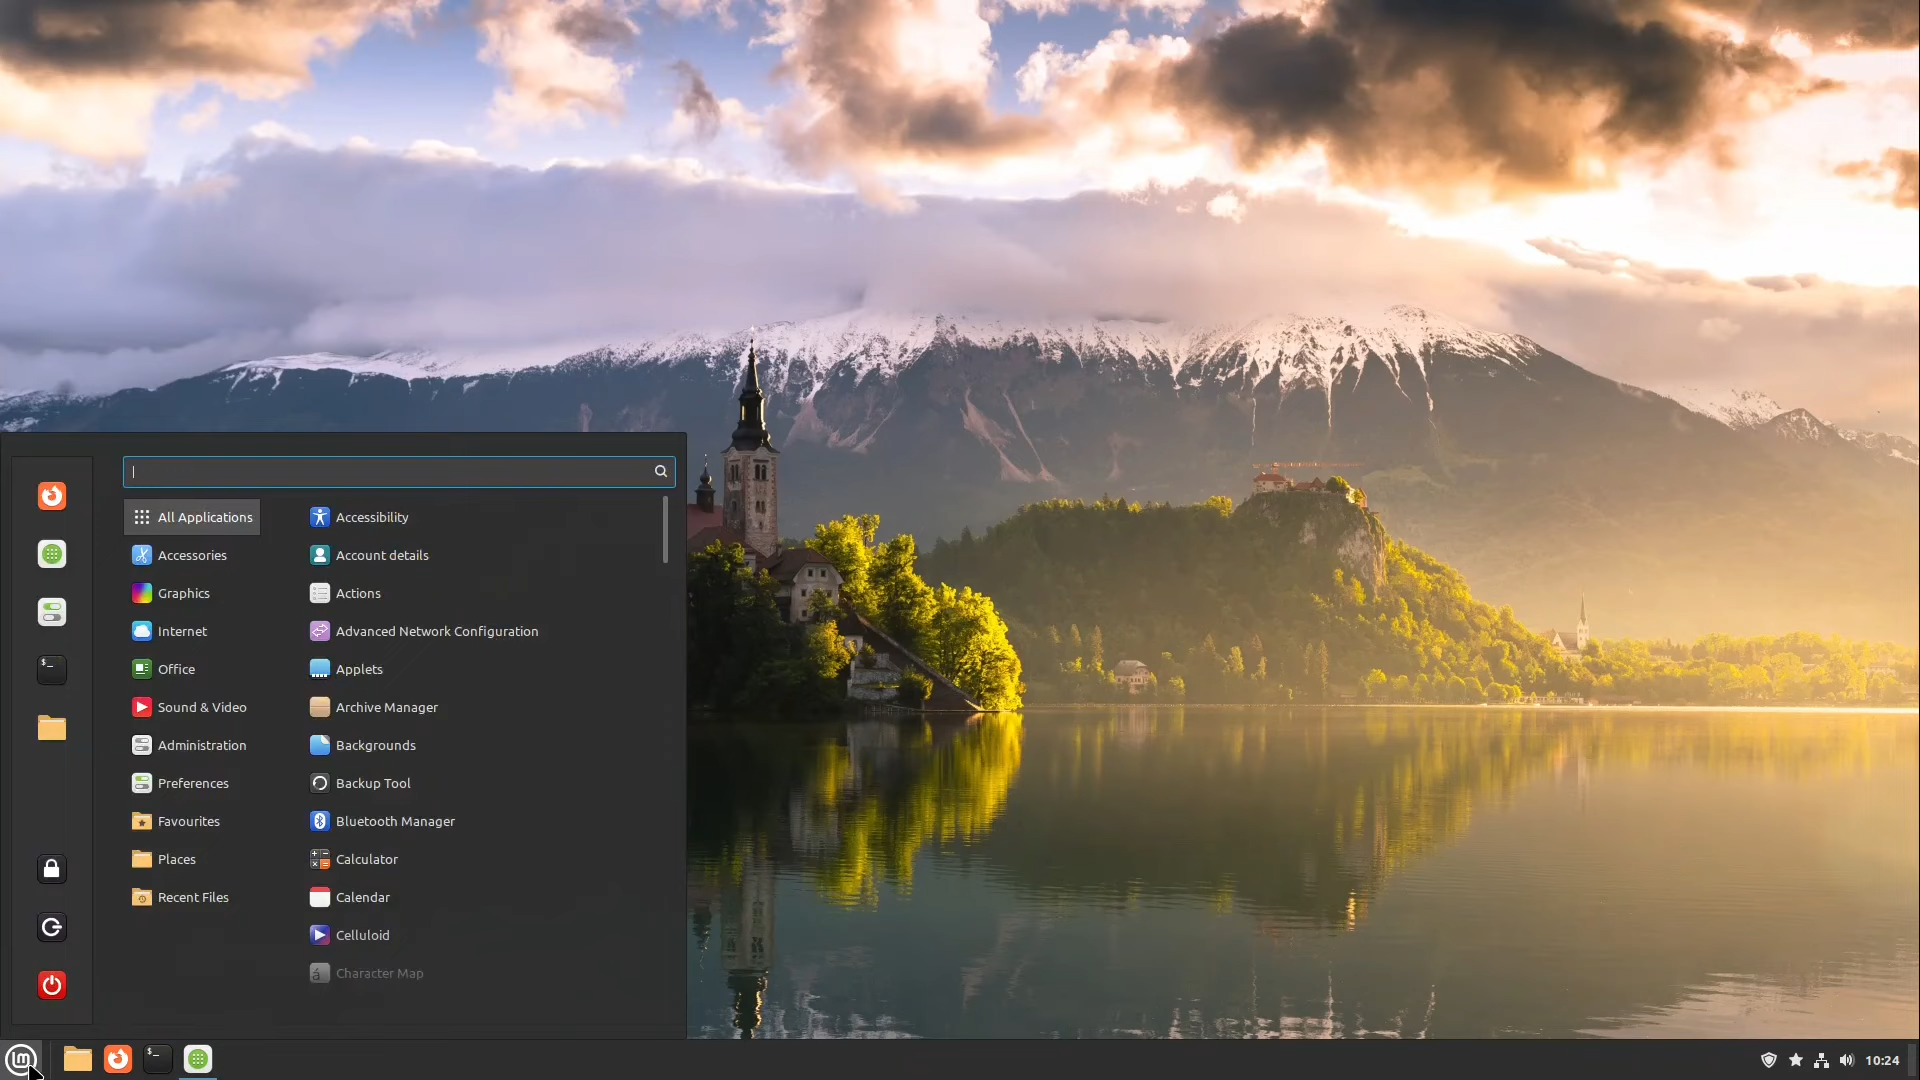 All Applications
Accessories
Graphics
Internet
Office
Sound & Video
Administration
Preferences
Favourites
Places
Recent Files
Accessibility
Account details
Actions
Advanced Network Configuration
Applets
Archive Manager
Backgrounds
Backup Tool
Bluetooth Manager
Calculator
Calendar
Celluloid
Character Map
10:24